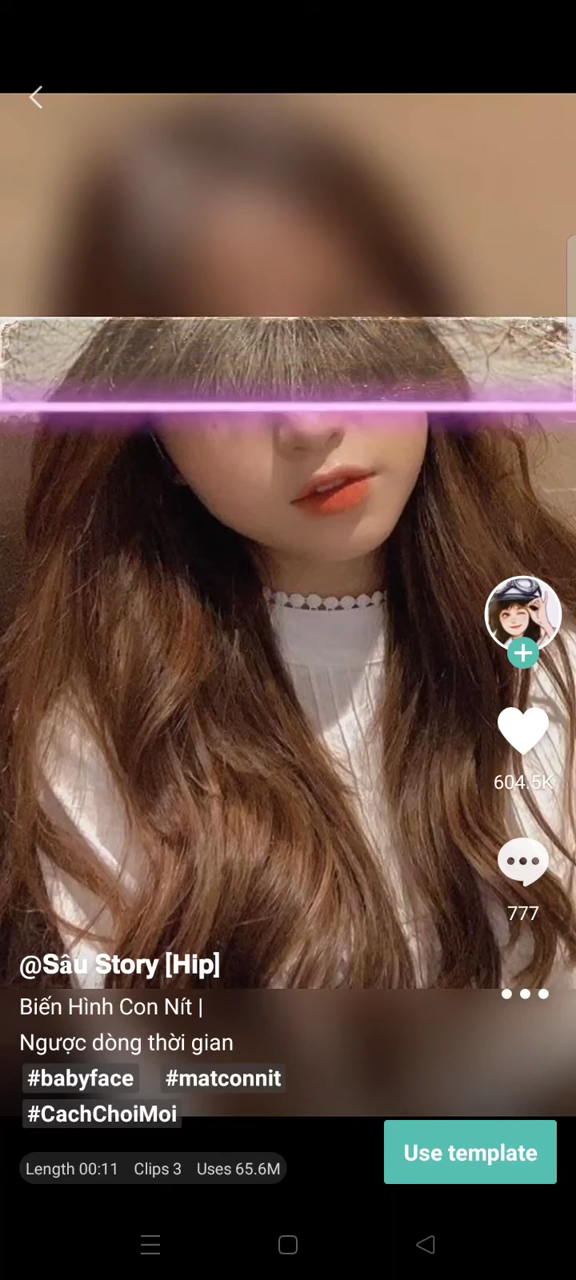 604.5K
777
@Sâu Story [Hip]
Biến Hình Con Nít |
Ngược dòng thời gian
#babyface #matconnit
#CachChoiMoi
Length 00:11 Clips 3 Uses 65.6M
Use template